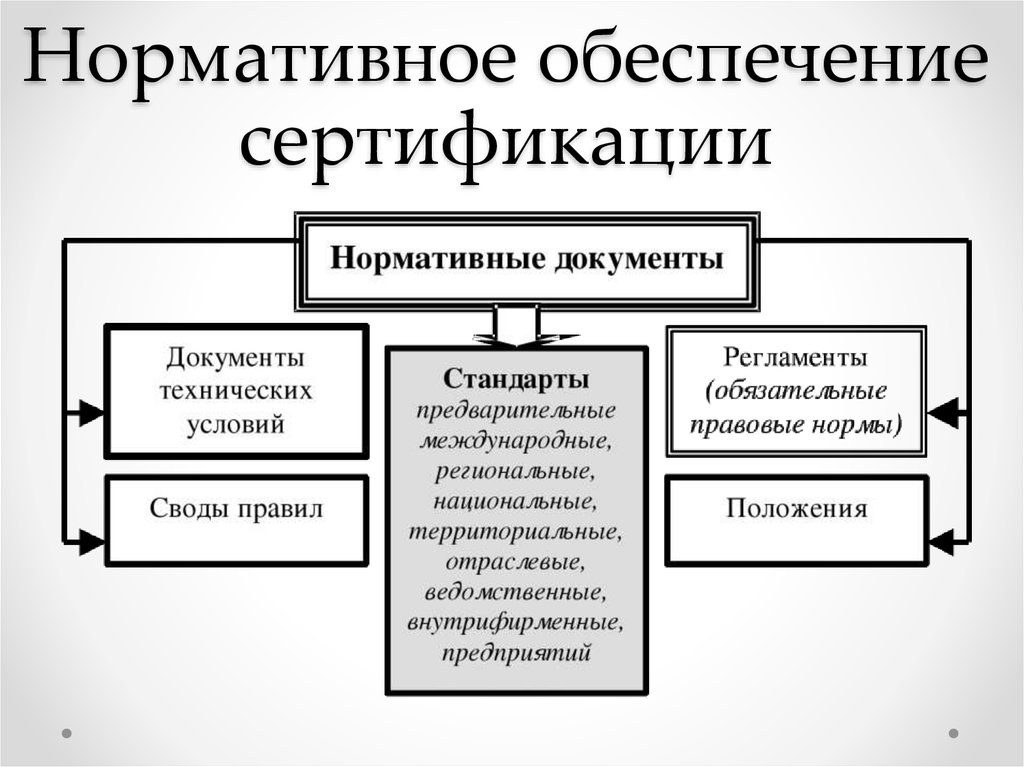 Нормативное обеспечение
сертификации
Нормативные документы
Документы
технических
условий
Своды правил
Стандарты
предварительные
международные,
региональные,
национальные,
территориальные,
отраслевые,
ведомственные,
внутрифирменные,
предприятий
Регламенты
(обязательные
правовые нормы)
Положения